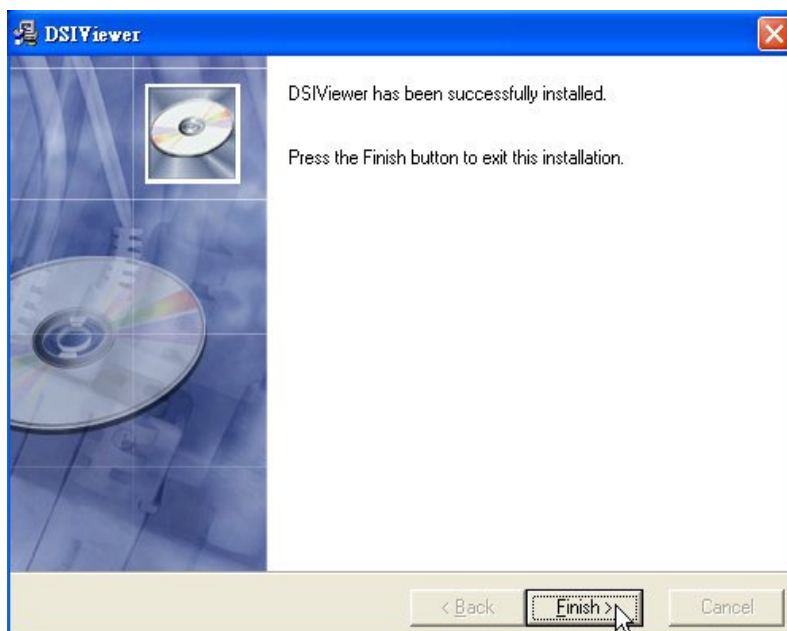 DSIViewer
DSIViewer has been successfully installed.
Press the Finish button to exit this installation.
< Back
Finish >
Cancel